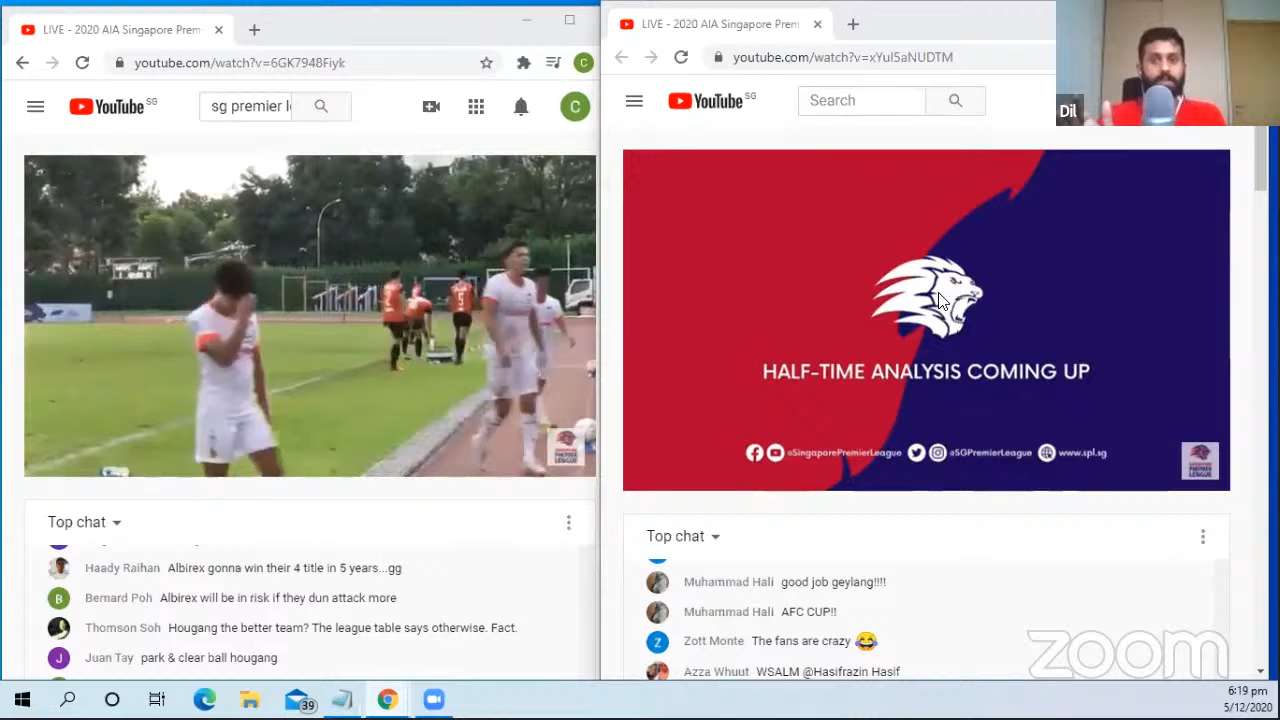 LIVE - 2020 AIA Singapore Prem
youtube.com/watch?v=6GK7948Fiyk
C
YouTube SG
sg premier l
C
Top chat
Haady Raihan Albirex gonna win their 4 title in 5 years...gg
B Bernard Poh Albirex will be in risk if they dun attack more
Thomson Soh Hougang the better team? The league table says otherwise. Fact.
J Juan Tay park & clear ball hougang
LIVE - 2020 AIA Singapore Prem
youtube.com/watch?v=xYuI5aNUDTM
YouTube SG
Search
Dil
HALF-TIME ANALYSIS COMING UP
@SingaporePremierLeague @SGPremierLeague www.spl.sg
SINGAPORE PREMIER LEAGUE
Top chat
Muhammad Hali good job geylang!!!!
Muhammad Hali AFC CUP!!
Z Zott Monte The fans are crazy 😂
Azza Whuut WSALM @Hasifrazin Hasif
zoom
39
6:19 pm
5/12/2020